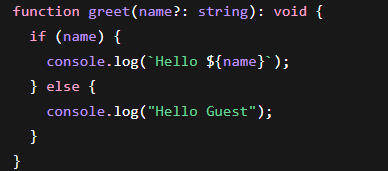 function greet(name?: string): void {
  if (name) {
    console.log(`Hello ${name}`);
  } else {
    console.log("Hello Guest");
  }
}